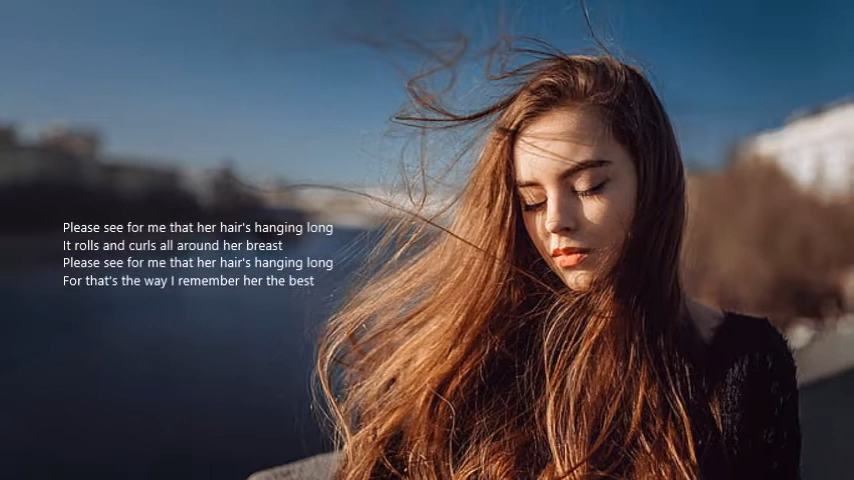 Please see for me that her hair's hanging long
It rolls and curls all around her breast
Please see for me that her hair's hanging long
For that's the way I remember her the best